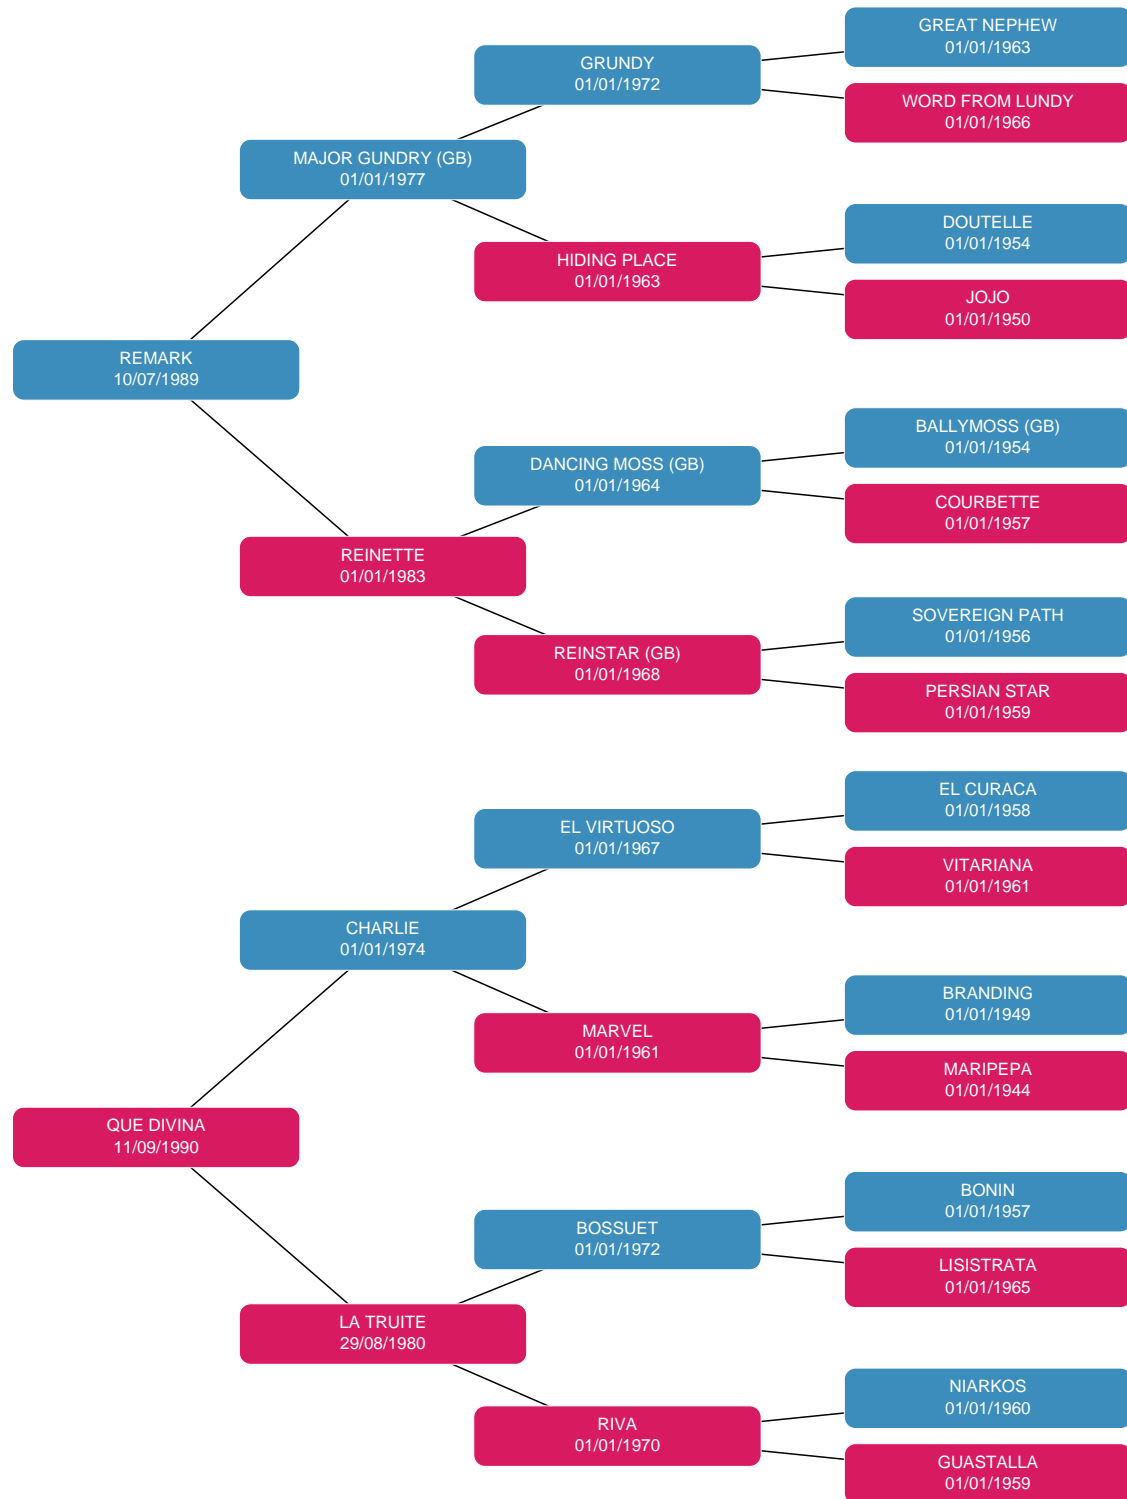 GREAT NEPHEW
01/01/1963
GRUNDY
01/01/1972
WORD FROM LUNDY
01/01/1966
MAJOR GUNDRY (GB)
01/01/1977
DOUTELLE
01/01/1954
HIDING PLACE
01/01/1963
JOJO
01/01/1950
REMARK
10/07/1989
BALLYMOSS (GB)
01/01/1954
DANCING MOSS (GB)
01/01/1964
COURBETTE
01/01/1957
REINETTE
01/01/1983
SOVEREIGN PATH
01/01/1956
REINSTAR (GB)
01/01/1968
PERSIAN STAR
01/01/1959
EL CURACA
01/01/1958
EL VIRTUOSO
01/01/1967
VITARIANA
01/01/1961
CHARLIE
01/01/1974
BRANDING
01/01/1949
MARVEL
01/01/1961
MARIPEPA
01/01/1944
QUE DIVINA
11/09/1990
BONIN
01/01/1957
BOSSUET
01/01/1972
LISISTRATA
01/01/1965
LA TRUITE
29/08/1980
NIARKOS
01/01/1960
RIVA
01/01/1970
GUASTALLA
01/01/1959